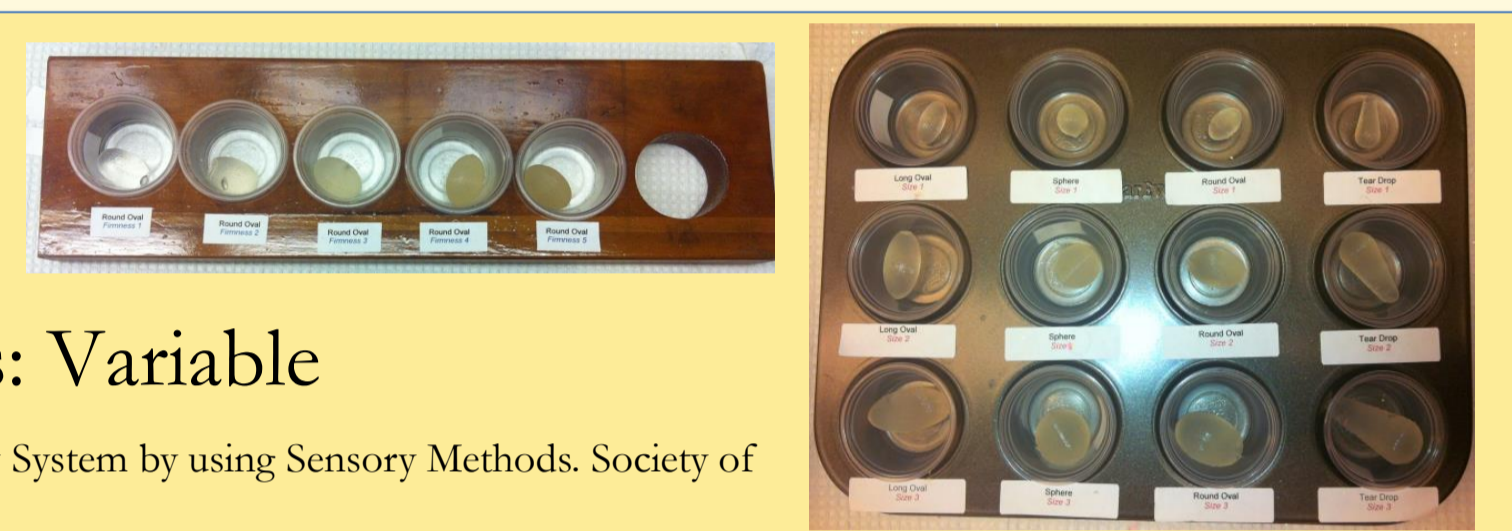 Round Oval
Firmness 1
Round Oval
Firmness 2
Round Oval
Firmness 3
Round Oval
Firmness 4
Round Oval
Firmness 5
: Variable
System by using Sensory Methods. Society of
Long Oval
Size 1
Sphere
Size 1
Round Oval
Size 1
Tear Drop
Size 1
Long Oval
Size 2
Sphere
Round Oval
Size 2
Tear Drop
Size 2
Long Oval
Size 3
Sphere
Size 3
Round Oval
Size 3
Tear Drop
Size 3